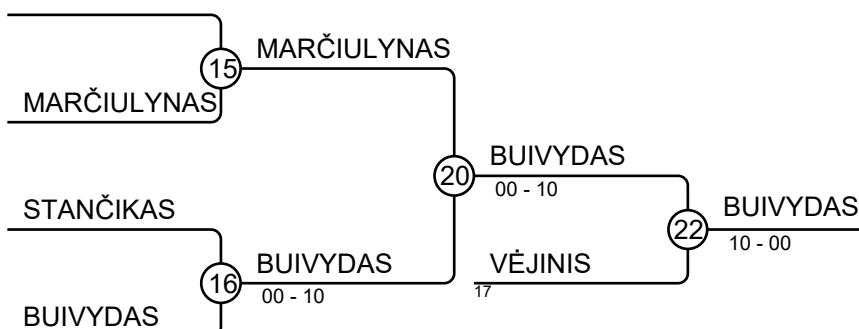 15
MARČIULYNAS
MARČIULYNAS
20
BUIVYDAS
00 - 10
STANČIKAS
22
BUIVYDAS
10 - 00
16
BUIVYDAS
00 - 10
VĖJINIS
17
BUIVYDAS